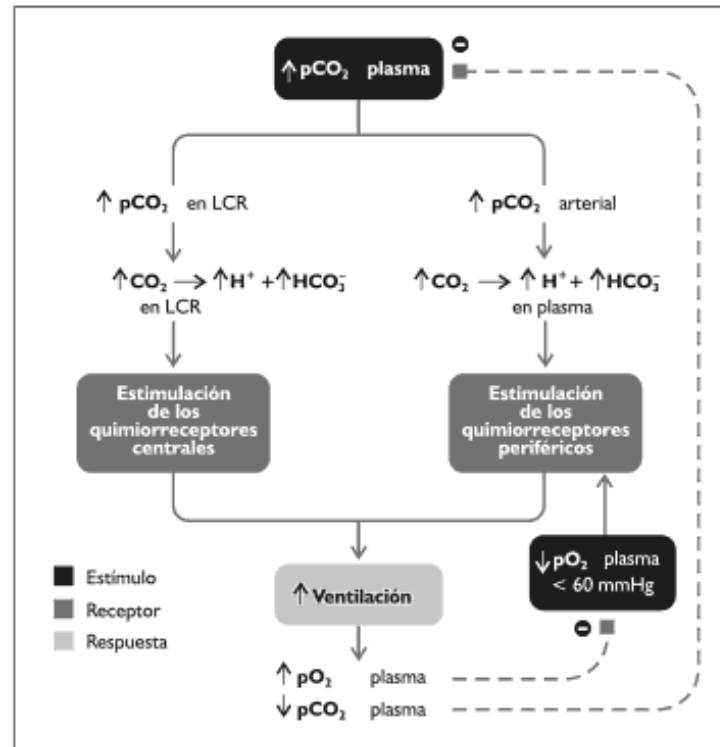 ↑ pCO₂ plasma
↑ pCO₂ en LCR
↑ pCO₂ arterial
↑CO₂ → ↑H⁺ + ↑HCO₃⁻
en LCR
↑CO₂ → ↑ H⁺ + ↑HCO₃⁻
en plasma
Estimulación
de los
quimiorreceptores
centrales
Estimulación
de los
quimiorreceptores
periféricos
↓pO₂ plasma
< 60 mmHg
Estímulo
Receptor
Respuesta
↑ Ventilación
↑ pO₂ plasma
↓ pCO₂ plasma